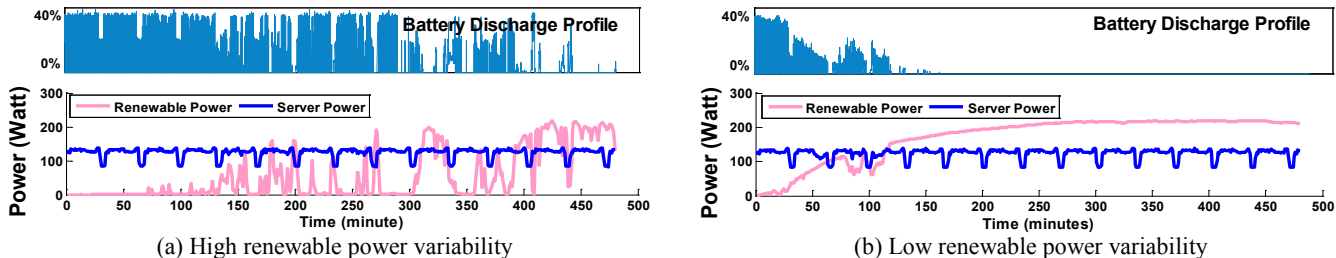 40%
0%
Battery Discharge Profile
Power (Watt)
300
200
100
0
Renewable Power
Server Power
0 50 100 150 200 250 300 350 400 450 500
Time (minute)
(a) High renewable power variability
40%
0%
Battery Discharge Profile
Power (Watt)
300
200
100
0
Renewable Power
Server Power
0 50 100 150 200 250 300 350 400 450 500
Time (minutes)
(b) Low renewable power variability